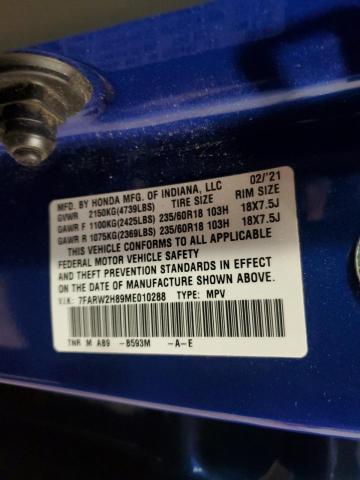 MFD. BY HONDA MFG. OF INDIANA, LLC 02/'21
GVWR 2150KG(4739LBS) TIRE SIZE RIM SIZE
GAWR F 1100KG(2425LBS) 235/60R18 103H 18X7.5J
GAWR R 1075KG(2369LBS) 235/60R18 103H 18X7.5J
THIS VEHICLE CONFORMS TO ALL APPLICABLE
FEDERAL MOTOR VEHICLE SAFETY
AND THEFT PREVENTION STANDARDS IN EFFECT
ON THE DATE OF MANUFACTURE SHOWN ABOVE.
V.I.N: 7FARW2H89ME010288 TYPE: MPV
TNR M AB9 -B593M -A-E